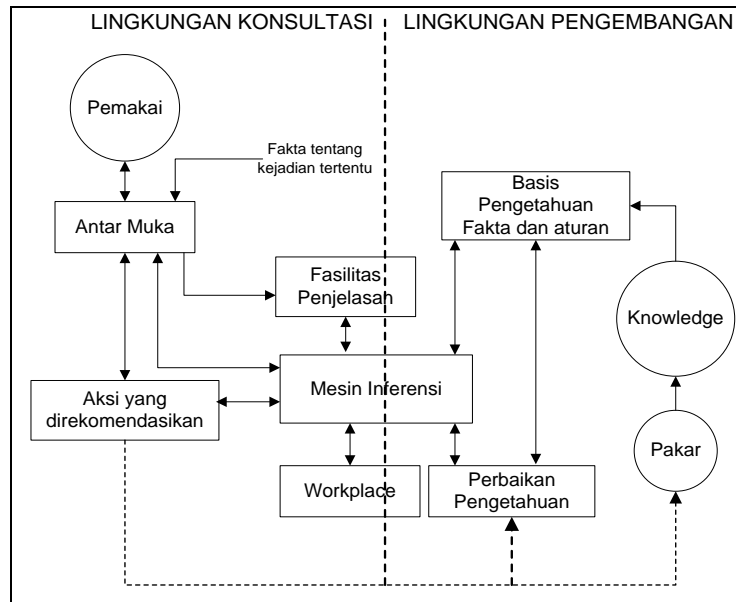 LINGKUNGAN KONSULTASI
LINGKUNGAN PENGEMBANGAN
Pemakai
Fakta tentang
kejadian tertentu
Antar Muka
Basis
Pengetahuan
Fakta dan aturan
Fasilitas
Penjelasan
Knowledge
Mesin Inferensi
Aksi yang
direkomendasikan
Pakar
Workplace
Perbaikan
Pengetahuan